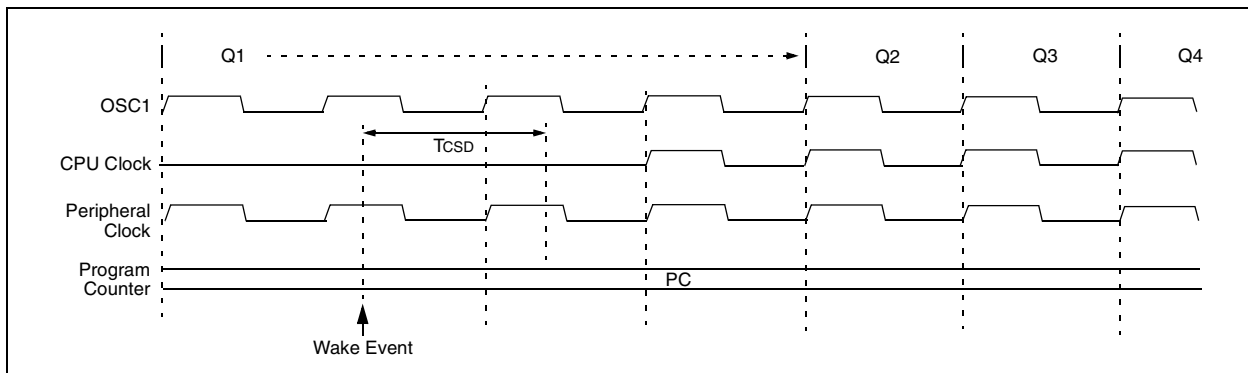 Q1 Q2 Q3 Q4
OSC1
TCSD
CPU Clock
Peripheral
Clock
Program
Counter
PC
Wake Event